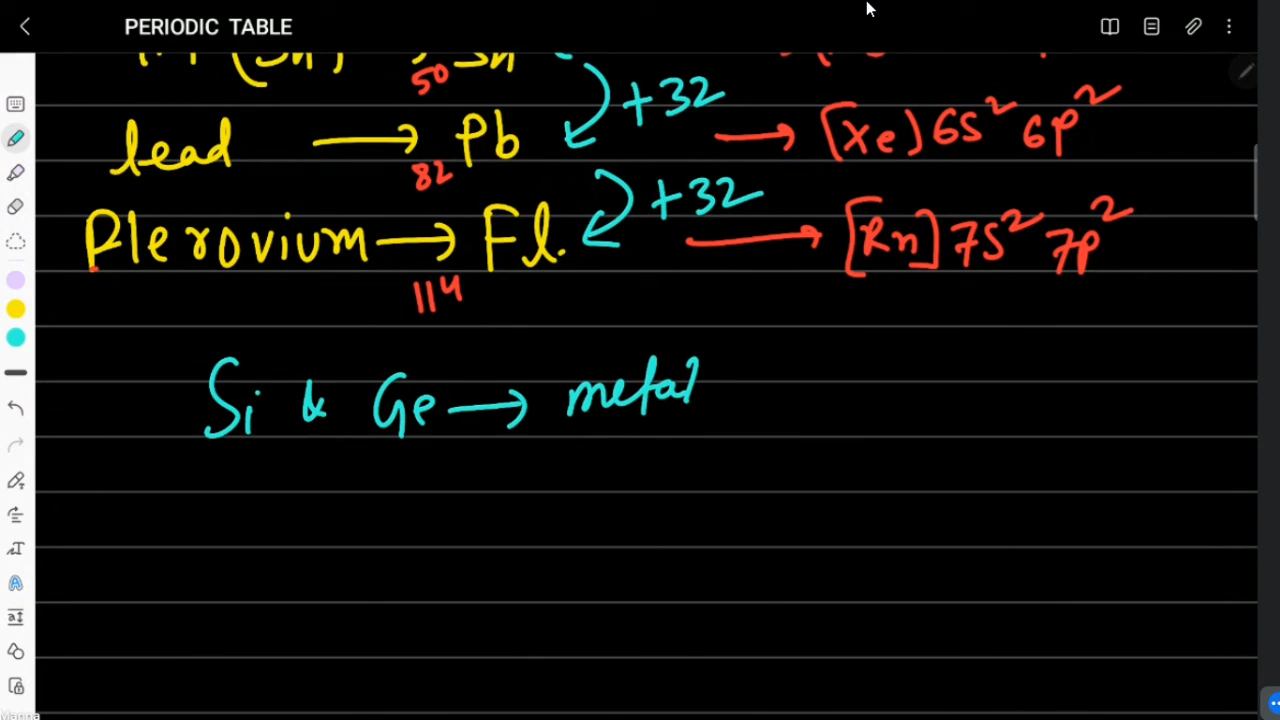 PERIODIC TABLE
50
lead → Pb +32 → [Xe) 6s² 6p²
82
Plerovium → Fl. +32 → [Rn] 7s² 7p²
114
Si & Ge → metal